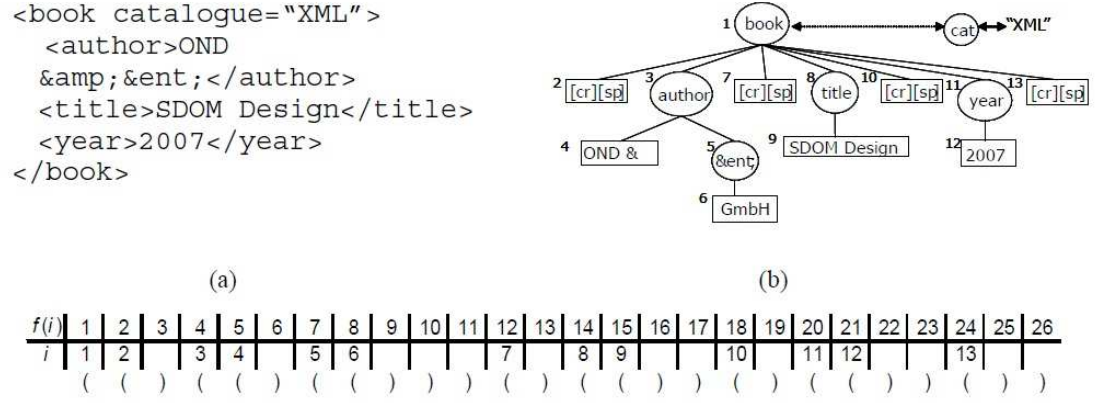 <book catalogue=“XML”>
<author>OND
&amp;&ent;</author>
<title>SDOM Design</title>
<year>2007</year>
</book>
(a)
1 book cat “XML”
2 [cr][sp] 3 author 7 [cr][sp] 8 title 10 [cr][sp] 11 year 13 [cr][sp]
4 OND & 5 &ent; 9 SDOM Design 12 2007
6 GmbH
(b)
f(i) 1 2 3 4 5 6 7 8 9 10 11 12 13 14 15 16 17 18 19 20 21 22 23 24 25 26
i 1 2 3 4 5 6 7 8 9 10 11 12 13
( ( ) ( ( ) ( ( ) ) ) ( ) ( ( ) ) ( ) ( ( ) ) ( ) )